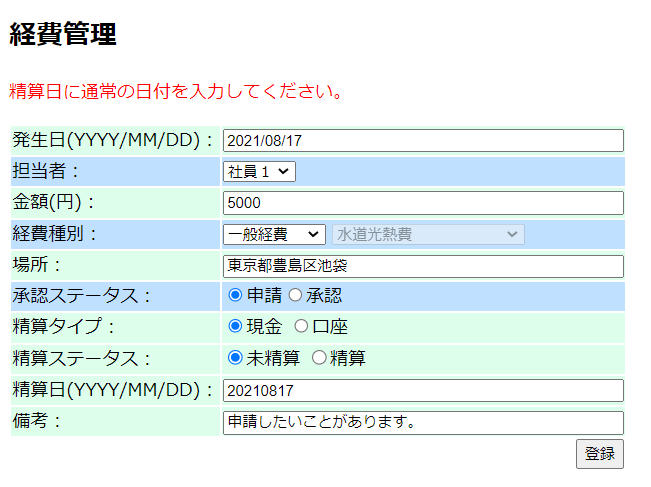 経費管理
精算日に通常の日付を入力してください。
発生日(YYYY/MM/DD)： 2021/08/17
担当者： 社員１
金額(円)： 5000
経費種別： 一般経費 水道光熱費
場所： 東京都豊島区池袋
承認ステータス： 申請 承認
精算タイプ： 現金 口座
精算ステータス： 未精算 精算
精算日(YYYY/MM/DD)： 20210817
備考： 申請したいことがあります。
登録